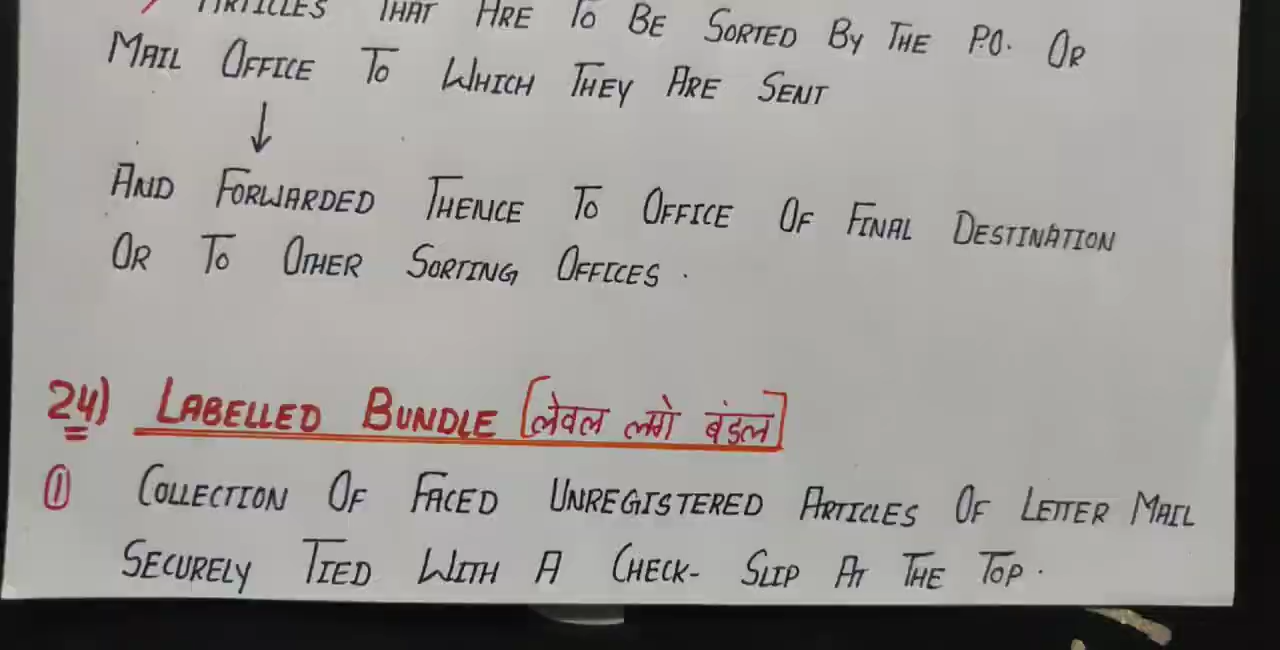 ARTICLES THAT ARE TO BE SORTED BY THE P.O. OR
MAIL OFFICE TO WHICH THEY ARE SENT
↓
AND FORWARDED THENCE TO OFFICE OF FINAL DESTINATION
OR TO OTHER SORTING OFFICES.
24) LABELLED BUNDLE [लेवल लगे बंडल]
① COLLECTION OF FACED UNREGISTERED ARTICLES OF LETTER MAIL
SECURELY TIED WITH A CHECK-SLIP AT THE TOP.